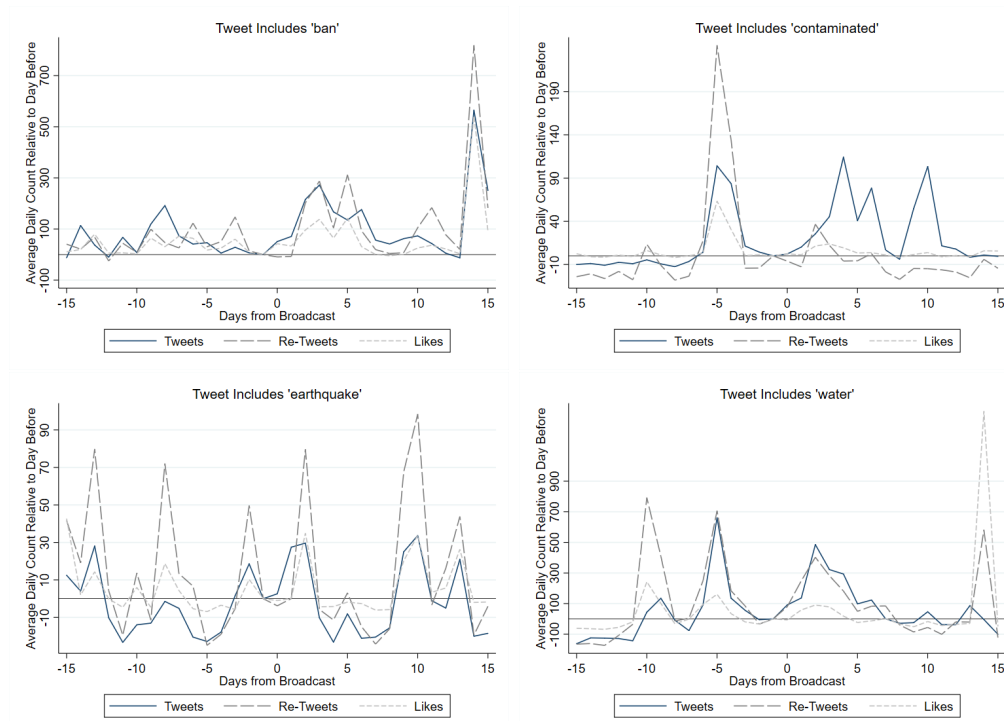 Tweet Includes 'ban'
Average Daily Count Relative to Day Before
700
500
300
100
-100
-15 -10 -5 0 5 10 15
Days from Broadcast
Tweets Re-Tweets Likes
Tweet Includes 'contaminated'
Average Daily Count Relative to Day Before
190
140
90
40
-10
-15 -10 -5 0 5 10 15
Days from Broadcast
Tweets Re-Tweets Likes
Tweet Includes 'earthquake'
Average Daily Count Relative to Day Before
90
70
50
30
10
-10
-15 -10 -5 0 5 10 15
Days from Broadcast
Tweets Re-Tweets Likes
Tweet Includes 'water'
Average Daily Count Relative to Day Before
900
700
500
300
100
-100
-15 -10 -5 0 5 10 15
Days from Broadcast
Tweets Re-Tweets Likes